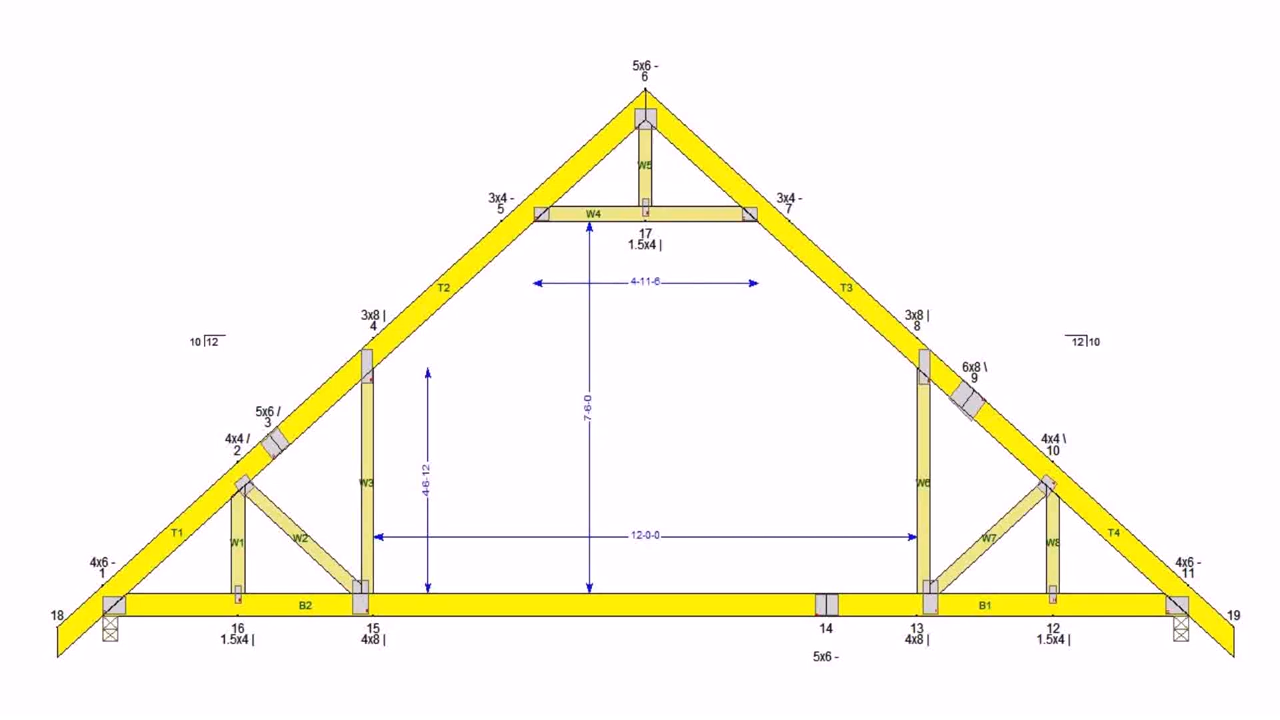 5x6 -
6
W5
3x4 -
5
3x4 -
7
W4
17
1.5x4 |
4-11-6
T2
T3
3x8 |
4
3x8 |
8
10 12
12 10
6x8 \
9
7-6-0
5x6 /
3
4x4 /
2
4x4 \
10
4-6-12
W3
W6
T1
W1
W2
12-0-0
W7
W8
T4
4x6 -
1
4x6 -
11
B2
B1
18
19
16
1.5x4 |
15
4x8 |
14
13
4x8 |
12
1.5x4 |
5x6 -